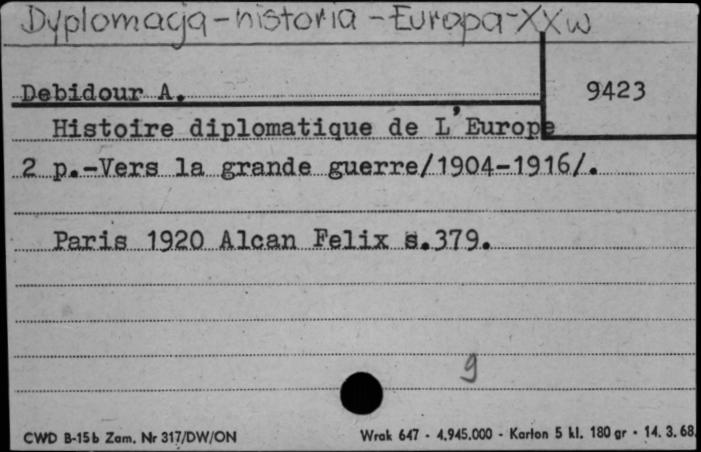 Dyplomacja - historia - Europa - XXw
Debidour A.
9423
Histoire diplomatique de L'Europe
2 p.-Vers la grande guerre/1904-1916/.
Paris 1920 Alcan Felix s.379.
9
CWD B-15b Zam. Nr 317/DW/ON
Wrak 647 - 4.945.000 - Karton 5 kl. 180 gr - 14. 3. 68.